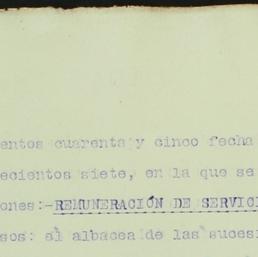 entos cuarenta y cinco fecha
ecientos siete, en la que se
ones:-REMUNERACIÓN DE SERVICI
sos: el albacea de las sucesi